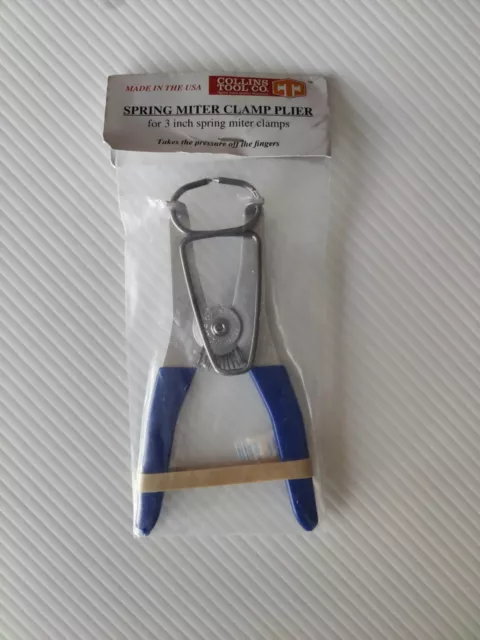 MADE IN THE USA
COLLINS
TOOL CO.
SPRING MITER CLAMP PLIER
for 3 inch spring miter clamps
Takes the pressure off the fingers